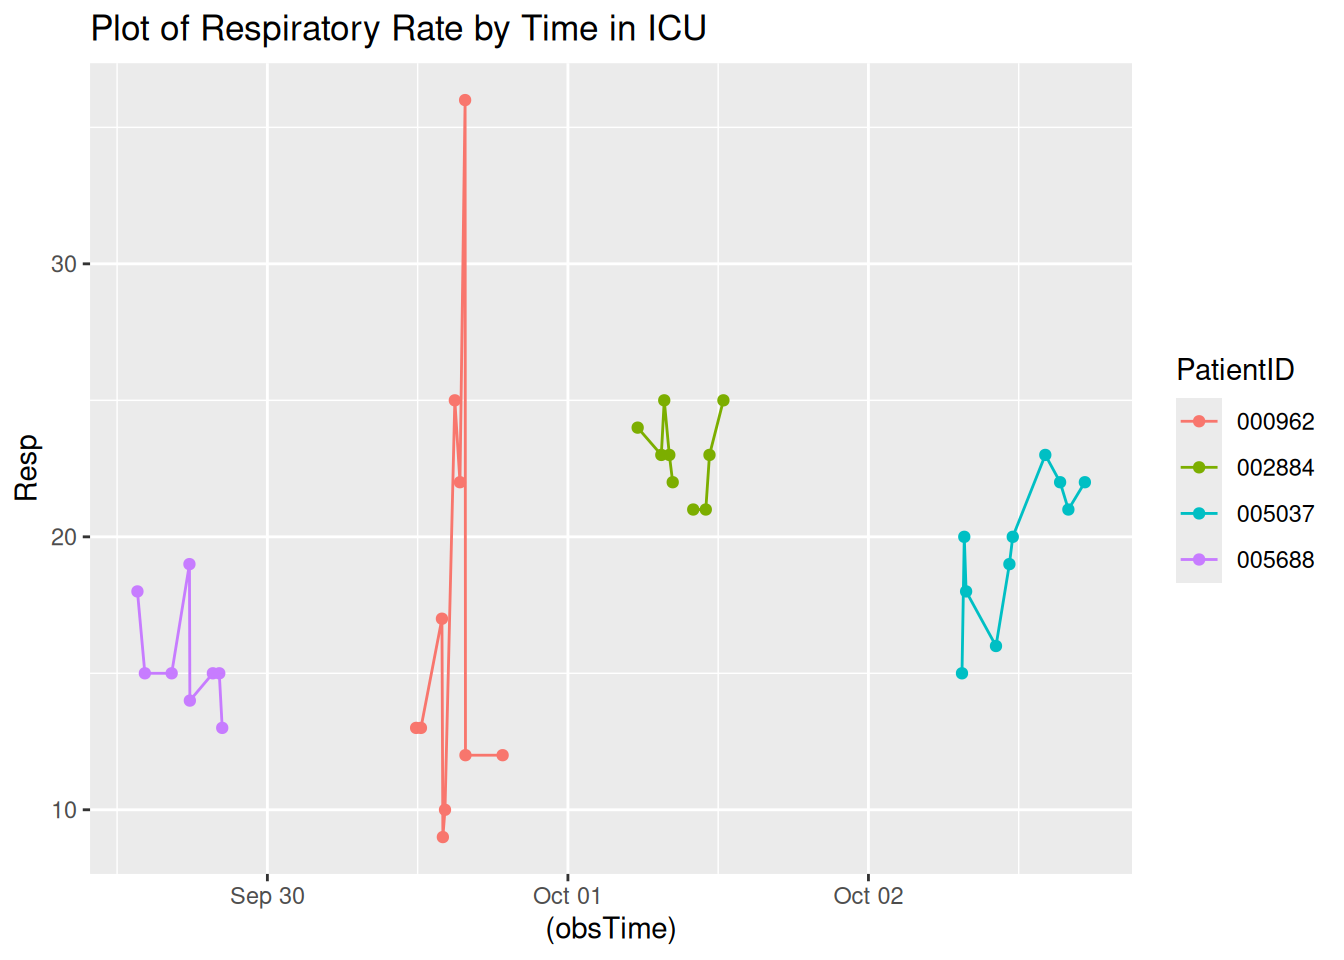 Plot of Respiratory Rate by Time in ICU
Resp
30
20
10
Sep 30
Oct 01
Oct 02
(obsTime)
PatientID
000962
002884
005037
005688